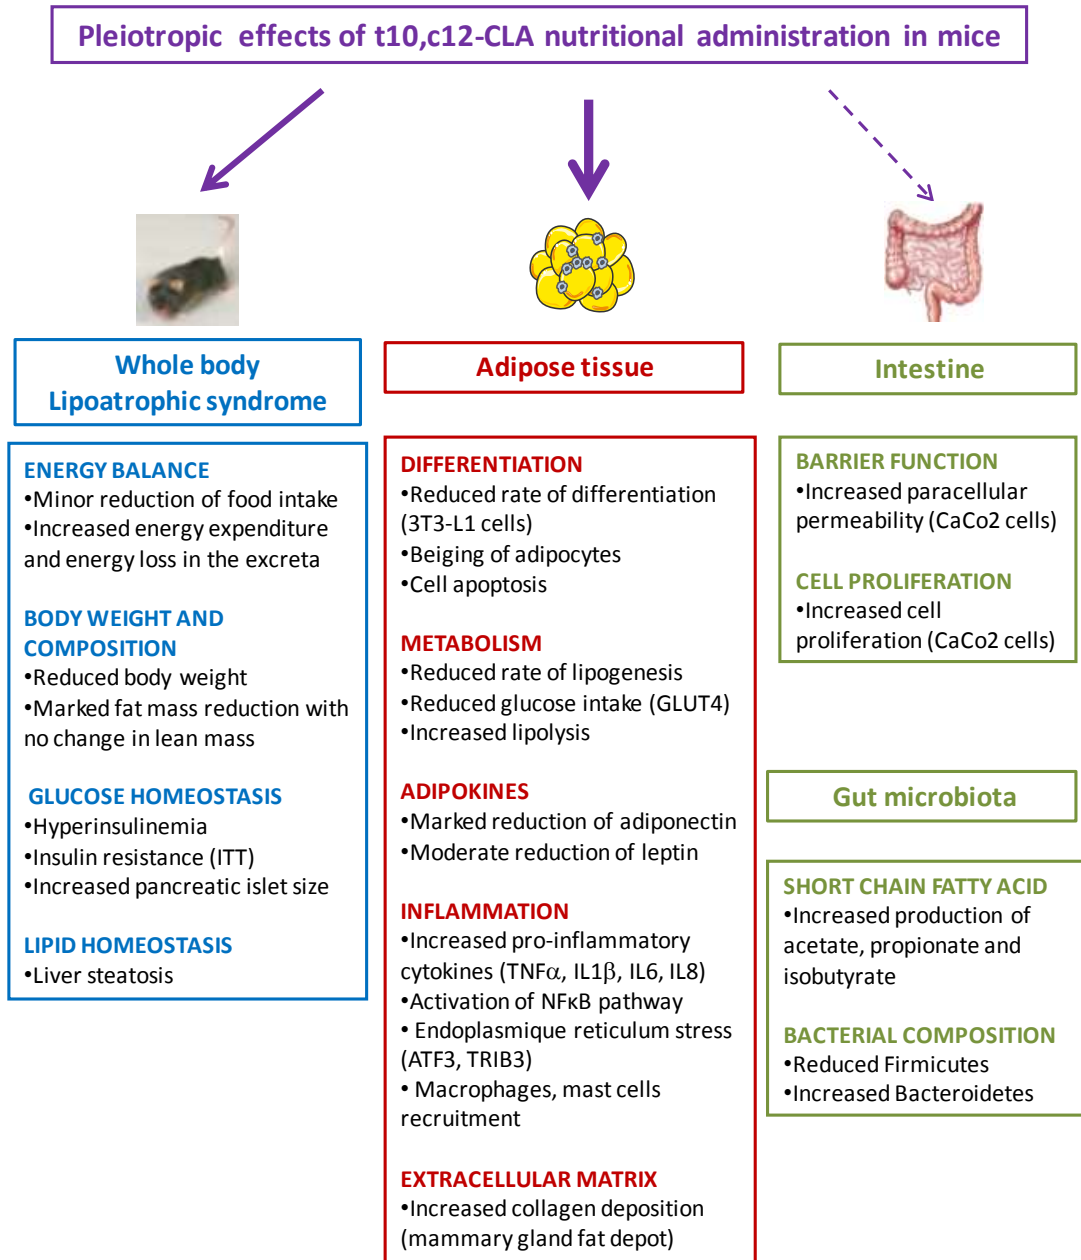 Pleiotropic effects of t10,c12-CLA nutritional administration in mice
Whole body
Lipoatrophic syndrome
ENERGY BALANCE
•Minor reduction of food intake
•Increased energy expenditure
and energy loss in the excreta
BODY WEIGHT AND
COMPOSITION
•Reduced body weight
•Marked fat mass reduction with
no change in lean mass
GLUCOSE HOMEOSTASIS
•Hyperinsulinemia
•Insulin resistance (ITT)
•Increased pancreatic islet size
LIPID HOMEOSTASIS
•Liver steatosis
Adipose tissue
DIFFERENTIATION
•Reduced rate of differentiation
(3T3-L1 cells)
•Beiging of adipocytes
•Cell apoptosis
METABOLISM
•Reduced rate of lipogenesis
•Reduced glucose intake (GLUT4)
•Increased lipolysis
ADIPOKINES
•Marked reduction of adiponectin
•Moderate reduction of leptin
INFLAMMATION
•Increased pro-inflammatory
cytokines (TNFα, IL1β, IL6, IL8)
•Activation of NFκB pathway
• Endoplasmique reticulum stress
(ATF3, TRIB3)
• Macrophages, mast cells
recruitment
EXTRACELLULAR MATRIX
•Increased collagen deposition
(mammary gland fat depot)
Intestine
BARRIER FUNCTION
•Increased paracellular
permeability (CaCo2 cells)
CELL PROLIFERATION
•Increased cell
proliferation (CaCo2 cells)
Gut microbiota
SHORT CHAIN FATTY ACID
•Increased production of
acetate, propionate and
isobutyrate
BACTERIAL COMPOSITION
•Reduced Firmicutes
•Increased Bacteroidetes